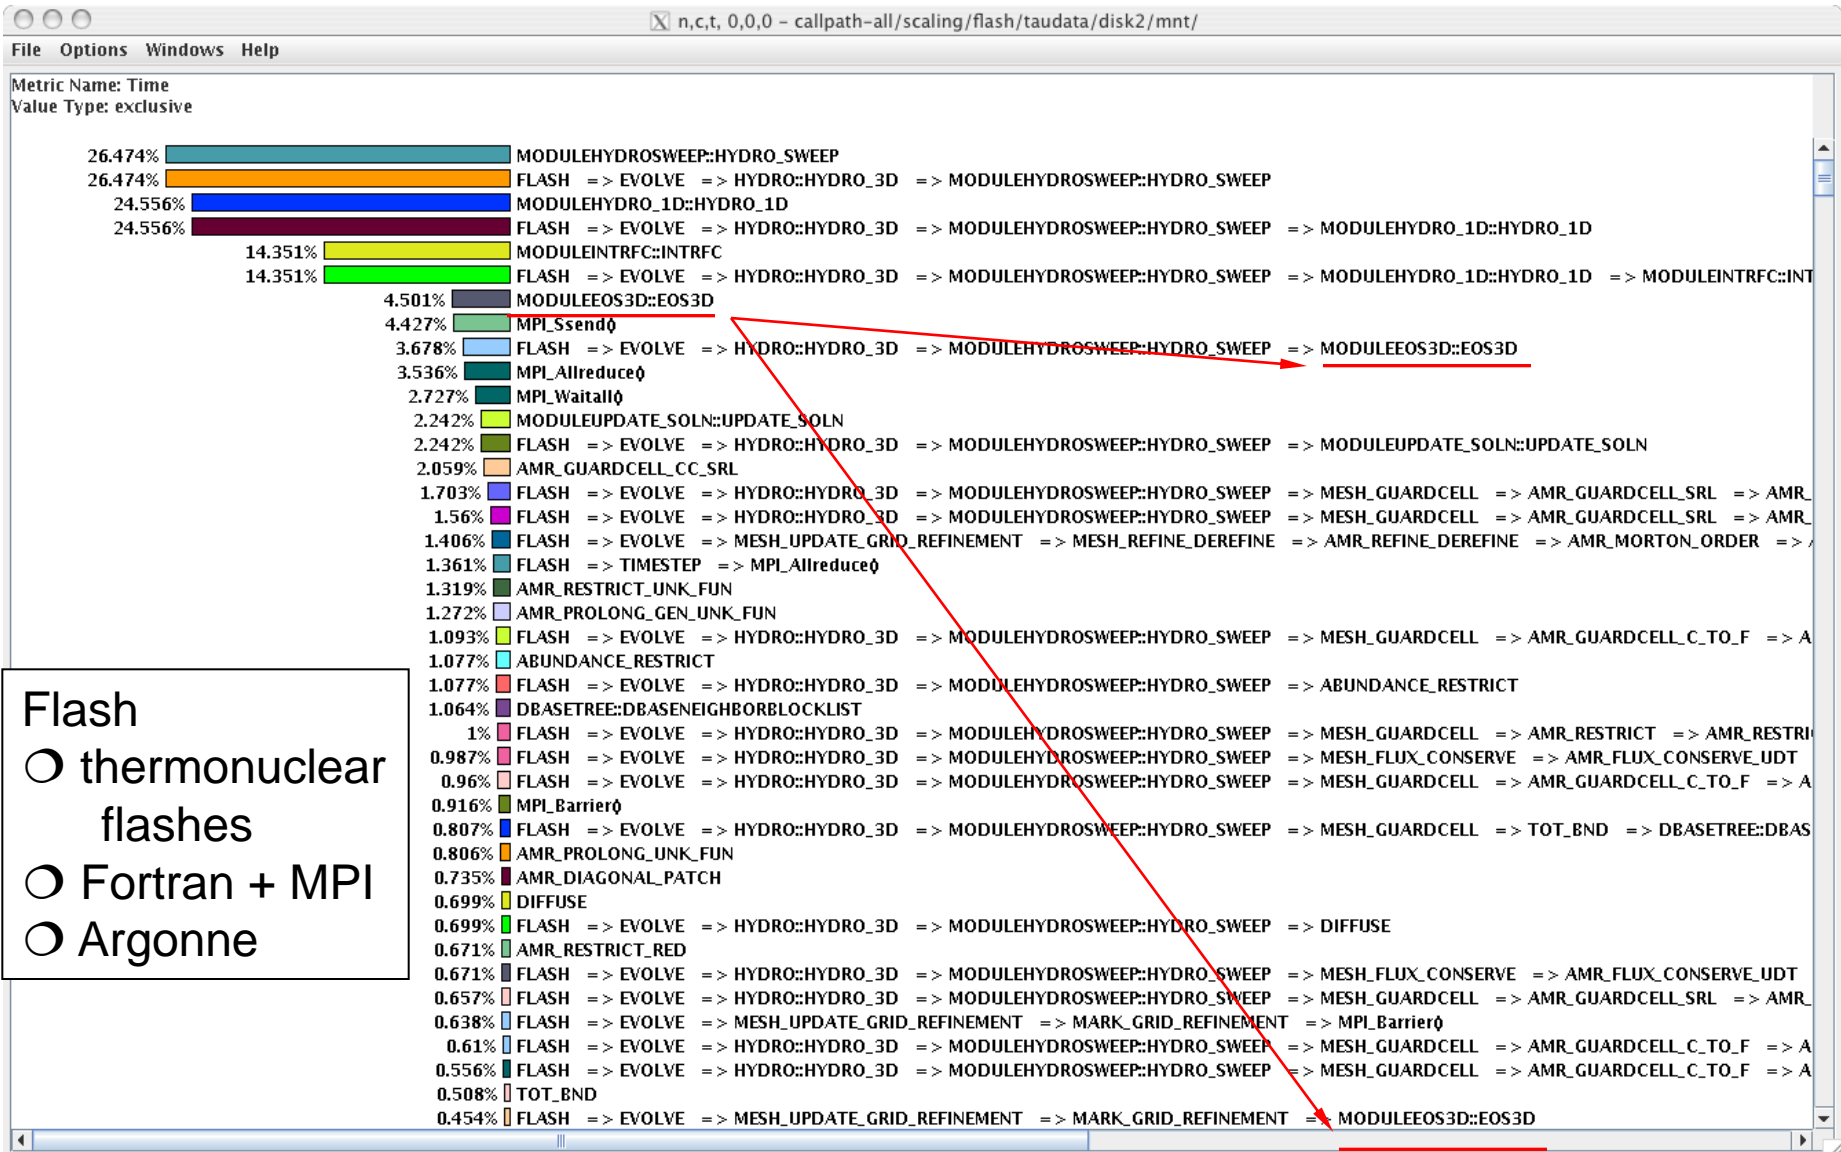 n,c,t, 0,0,0 – callpath-all/scaling/flash/taudata/disk2/mnt/
File Options Windows Help
Metric Name: Time
Value Type: exclusive
26.474% MODULEHYDROSWEEP::HYDRO_SWEEP
26.474% FLASH => EVOLVE => HYDRO::HYDRO_3D => MODULEHYDROSWEEP::HYDRO_SWEEP
24.556% MODULEHYDRO_1D::HYDRO_1D
24.556% FLASH => EVOLVE => HYDRO::HYDRO_3D => MODULEHYDROSWEEP::HYDRO_SWEEP => MODULEHYDRO_1D::HYDRO_1D
14.351% MODULEINTRFC::INTRFC
14.351% FLASH => EVOLVE => HYDRO::HYDRO_3D => MODULEHYDROSWEEP::HYDRO_SWEEP => MODULEHYDRO_1D::HYDRO_1D => MODULEINTRFC::INT
4.501% MODULEEOS3D::EOS3D
4.427% MPI_Ssend()
3.678% FLASH => EVOLVE => HYDRO::HYDRO_3D => MODULEHYDROSWEEP::HYDRO_SWEEP => MODULEEOS3D::EOS3D
3.536% MPI_Allreduce()
2.727% MPI_Waitall()
2.242% MODULEUPDATE_SOLN::UPDATE_SOLN
2.242% FLASH => EVOLVE => HYDRO::HYDRO_3D => MODULEHYDROSWEEP::HYDRO_SWEEP => MODULEUPDATE_SOLN::UPDATE_SOLN
2.059% AMR_GUARDCELL_CC_SRL
1.703% FLASH => EVOLVE => HYDRO::HYDRO_3D => MODULEHYDROSWEEP::HYDRO_SWEEP => MESH_GUARDCELL => AMR_GUARDCELL_SRL => AMR_
1.56% FLASH => EVOLVE => HYDRO::HYDRO_3D => MODULEHYDROSWEEP::HYDRO_SWEEP => MESH_GUARDCELL => AMR_GUARDCELL_SRL => AMR_
1.406% FLASH => EVOLVE => MESH_UPDATE_GRID_REFINEMENT => MESH_REFINE_DEREFINE => AMR_REFINE_DEREFINE => AMR_MORTON_ORDER =>
1.361% FLASH => TIMESTEP => MPI_Allreduce()
1.319% AMR_RESTRICT_UNK_FUN
1.272% AMR_PROLONG_GEN_UNK_FUN
1.093% FLASH => EVOLVE => HYDRO::HYDRO_3D => MODULEHYDROSWEEP::HYDRO_SWEEP => MESH_GUARDCELL => AMR_GUARDCELL_C_TO_F => A
1.077% ABUNDANCE_RESTRICT
1.077% FLASH => EVOLVE => HYDRO::HYDRO_3D => MODULEHYDROSWEEP::HYDRO_SWEEP => ABUNDANCE_RESTRICT
1.064% DBASETREE::DBASENEIGHBORBLOCKLIST
1% FLASH => EVOLVE => HYDRO::HYDRO_3D => MODULEHYDROSWEEP::HYDRO_SWEEP => MESH_GUARDCELL => AMR_RESTRICT => AMR_RESTRI
0.987% FLASH => EVOLVE => HYDRO::HYDRO_3D => MODULEHYDROSWEEP::HYDRO_SWEEP => MESH_FLUX_CONSERVE => AMR_FLUX_CONSERVE_UDT
0.96% FLASH => EVOLVE => HYDRO::HYDRO_3D => MODULEHYDROSWEEP::HYDRO_SWEEP => MESH_GUARDCELL => AMR_GUARDCELL_C_TO_F => A
0.916% MPI_Barrier()
0.807% FLASH => EVOLVE => HYDRO::HYDRO_3D => MODULEHYDROSWEEP::HYDRO_SWEEP => MESH_GUARDCELL => TOT_BND => DBASETREE::DBAS
0.806% AMR_PROLONG_UNK_FUN
0.735% AMR_DIAGONAL_PATCH
0.699% DIFFUSE
0.699% FLASH => EVOLVE => HYDRO::HYDRO_3D => MODULEHYDROSWEEP::HYDRO_SWEEP => DIFFUSE
0.671% AMR_RESTRICT_RED
0.671% FLASH => EVOLVE => HYDRO::HYDRO_3D => MODULEHYDROSWEEP::HYDRO_SWEEP => MESH_FLUX_CONSERVE => AMR_FLUX_CONSERVE_UDT
0.657% FLASH => EVOLVE => HYDRO::HYDRO_3D => MODULEHYDROSWEEP::HYDRO_SWEEP => MESH_GUARDCELL => AMR_GUARDCELL_SRL => AMR_
0.638% FLASH => EVOLVE => MESH_UPDATE_GRID_REFINEMENT => MARK_GRID_REFINEMENT => MPI_Barrier()
0.61% FLASH => EVOLVE => HYDRO::HYDRO_3D => MODULEHYDROSWEEP::HYDRO_SWEEP => MESH_GUARDCELL => AMR_GUARDCELL_C_TO_F => A
0.556% FLASH => EVOLVE => HYDRO::HYDRO_3D => MODULEHYDROSWEEP::HYDRO_SWEEP => MESH_GUARDCELL => AMR_GUARDCELL_C_TO_F => A
0.508% TOT_BND
0.454% FLASH => EVOLVE => MESH_UPDATE_GRID_REFINEMENT => MARK_GRID_REFINEMENT => MODULEEOS3D::EOS3D
Flash
thermonuclear
flashes
Fortran + MPI
Argonne